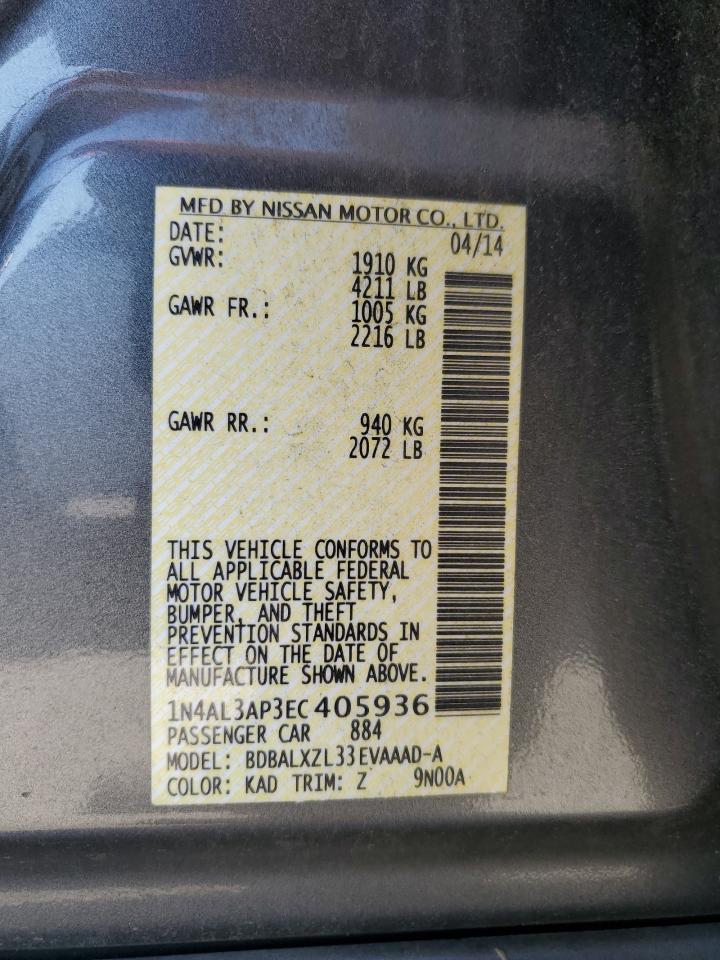 MFD BY NISSAN MOTOR CO., LTD.
DATE: 04/14
GVWR: 1910 KG
4211 LB
GAWR FR.: 1005 KG
2216 LB
GAWR RR.: 940 KG
2072 LB
THIS VEHICLE CONFORMS TO
ALL APPLICABLE FEDERAL
MOTOR VEHICLE SAFETY,
BUMPER, AND THEFT
PREVENTION STANDARDS IN
EFFECT ON THE DATE OF
MANUFACTURE SHOWN ABOVE.
1N4AL3AP3EC405936
PASSENGER CAR 884
MODEL: BDBALXZL33EVAAAD-A
COLOR: KAD TRIM: Z 9N00A